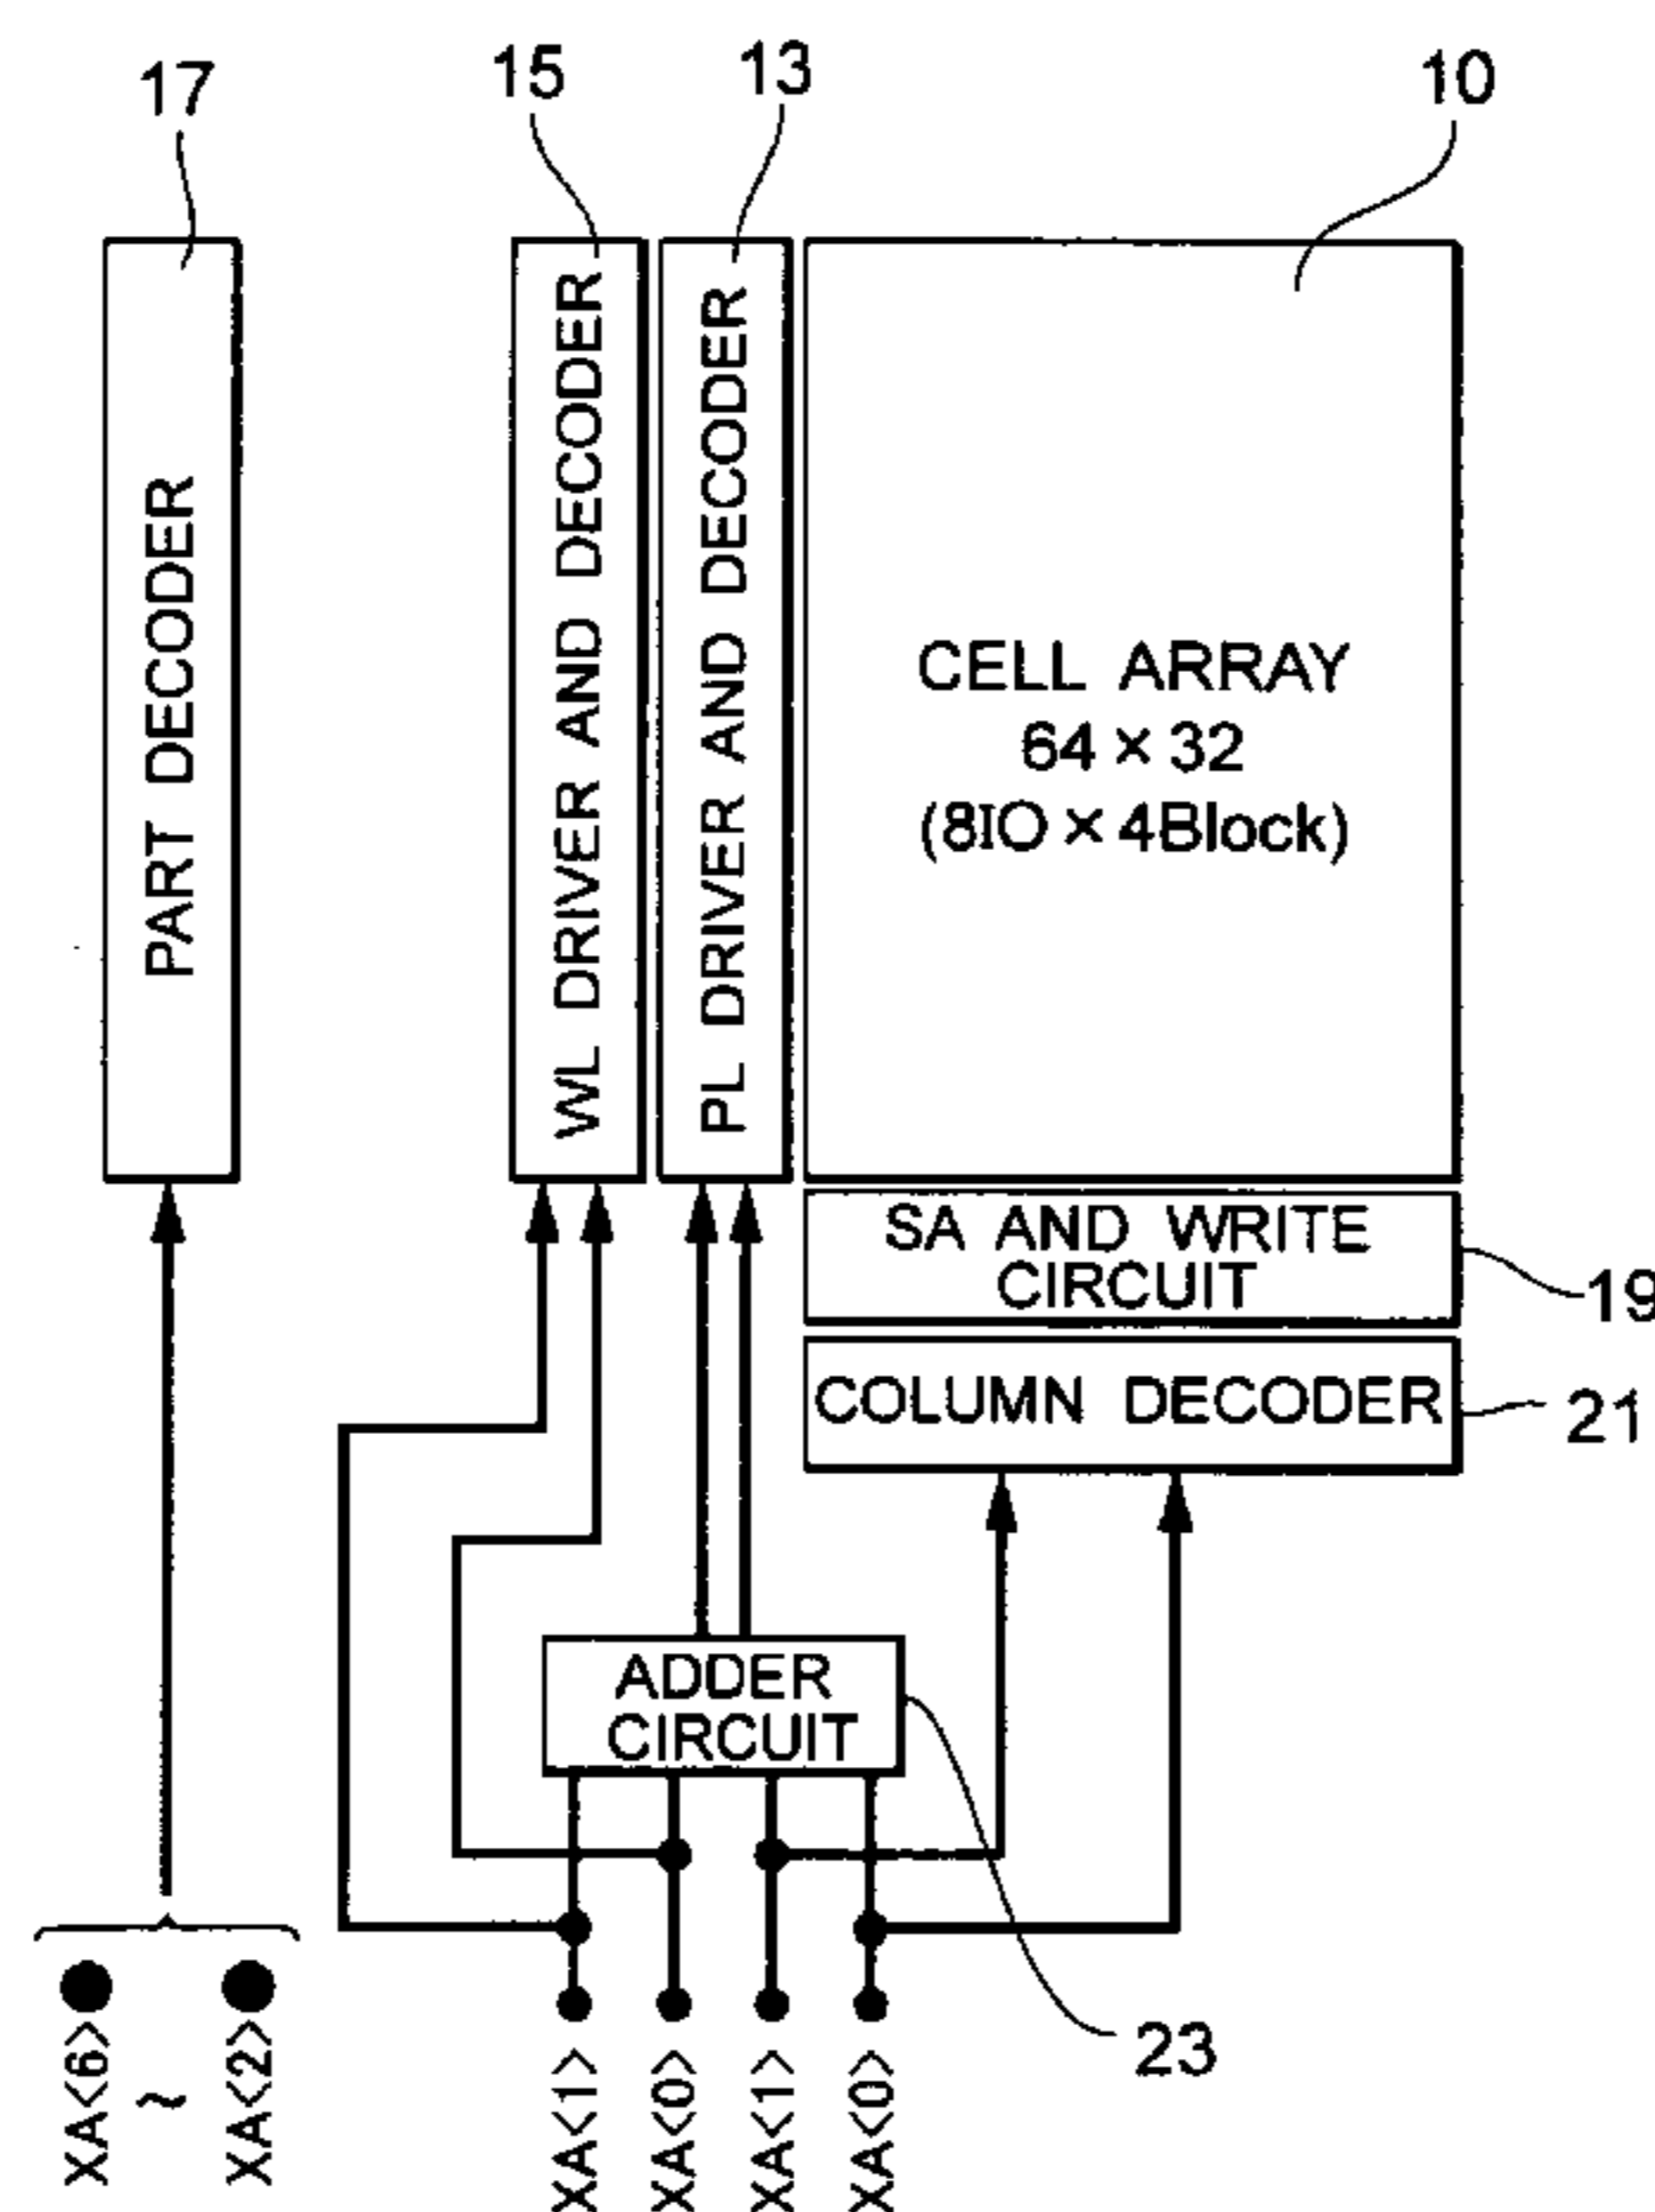 17
15
13
10
PART DECODER
WL DRIVER AND DECODER
PL DRIVER AND DECODER
CELL ARRAY
64 × 32
(8IO × 4Block)
SA AND WRITE
CIRCUIT
19
COLUMN DECODER
21
ADDER
CIRCUIT
23
XA<6>
~
XA<2>
XA<1>
XA<0>
XA<1>
XA<0>